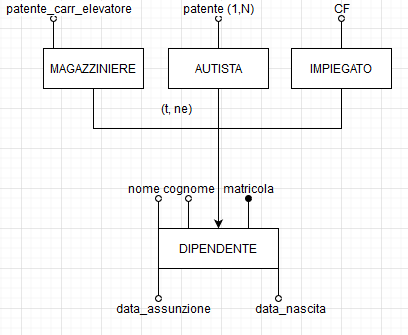 patente_carr_elevatore patente (1,N) CF
MAGAZZINIERE AUTISTA IMPIEGATO
(t, ne)
nome cognome matricola
DIPENDENTE
data_assunzione data_nascita